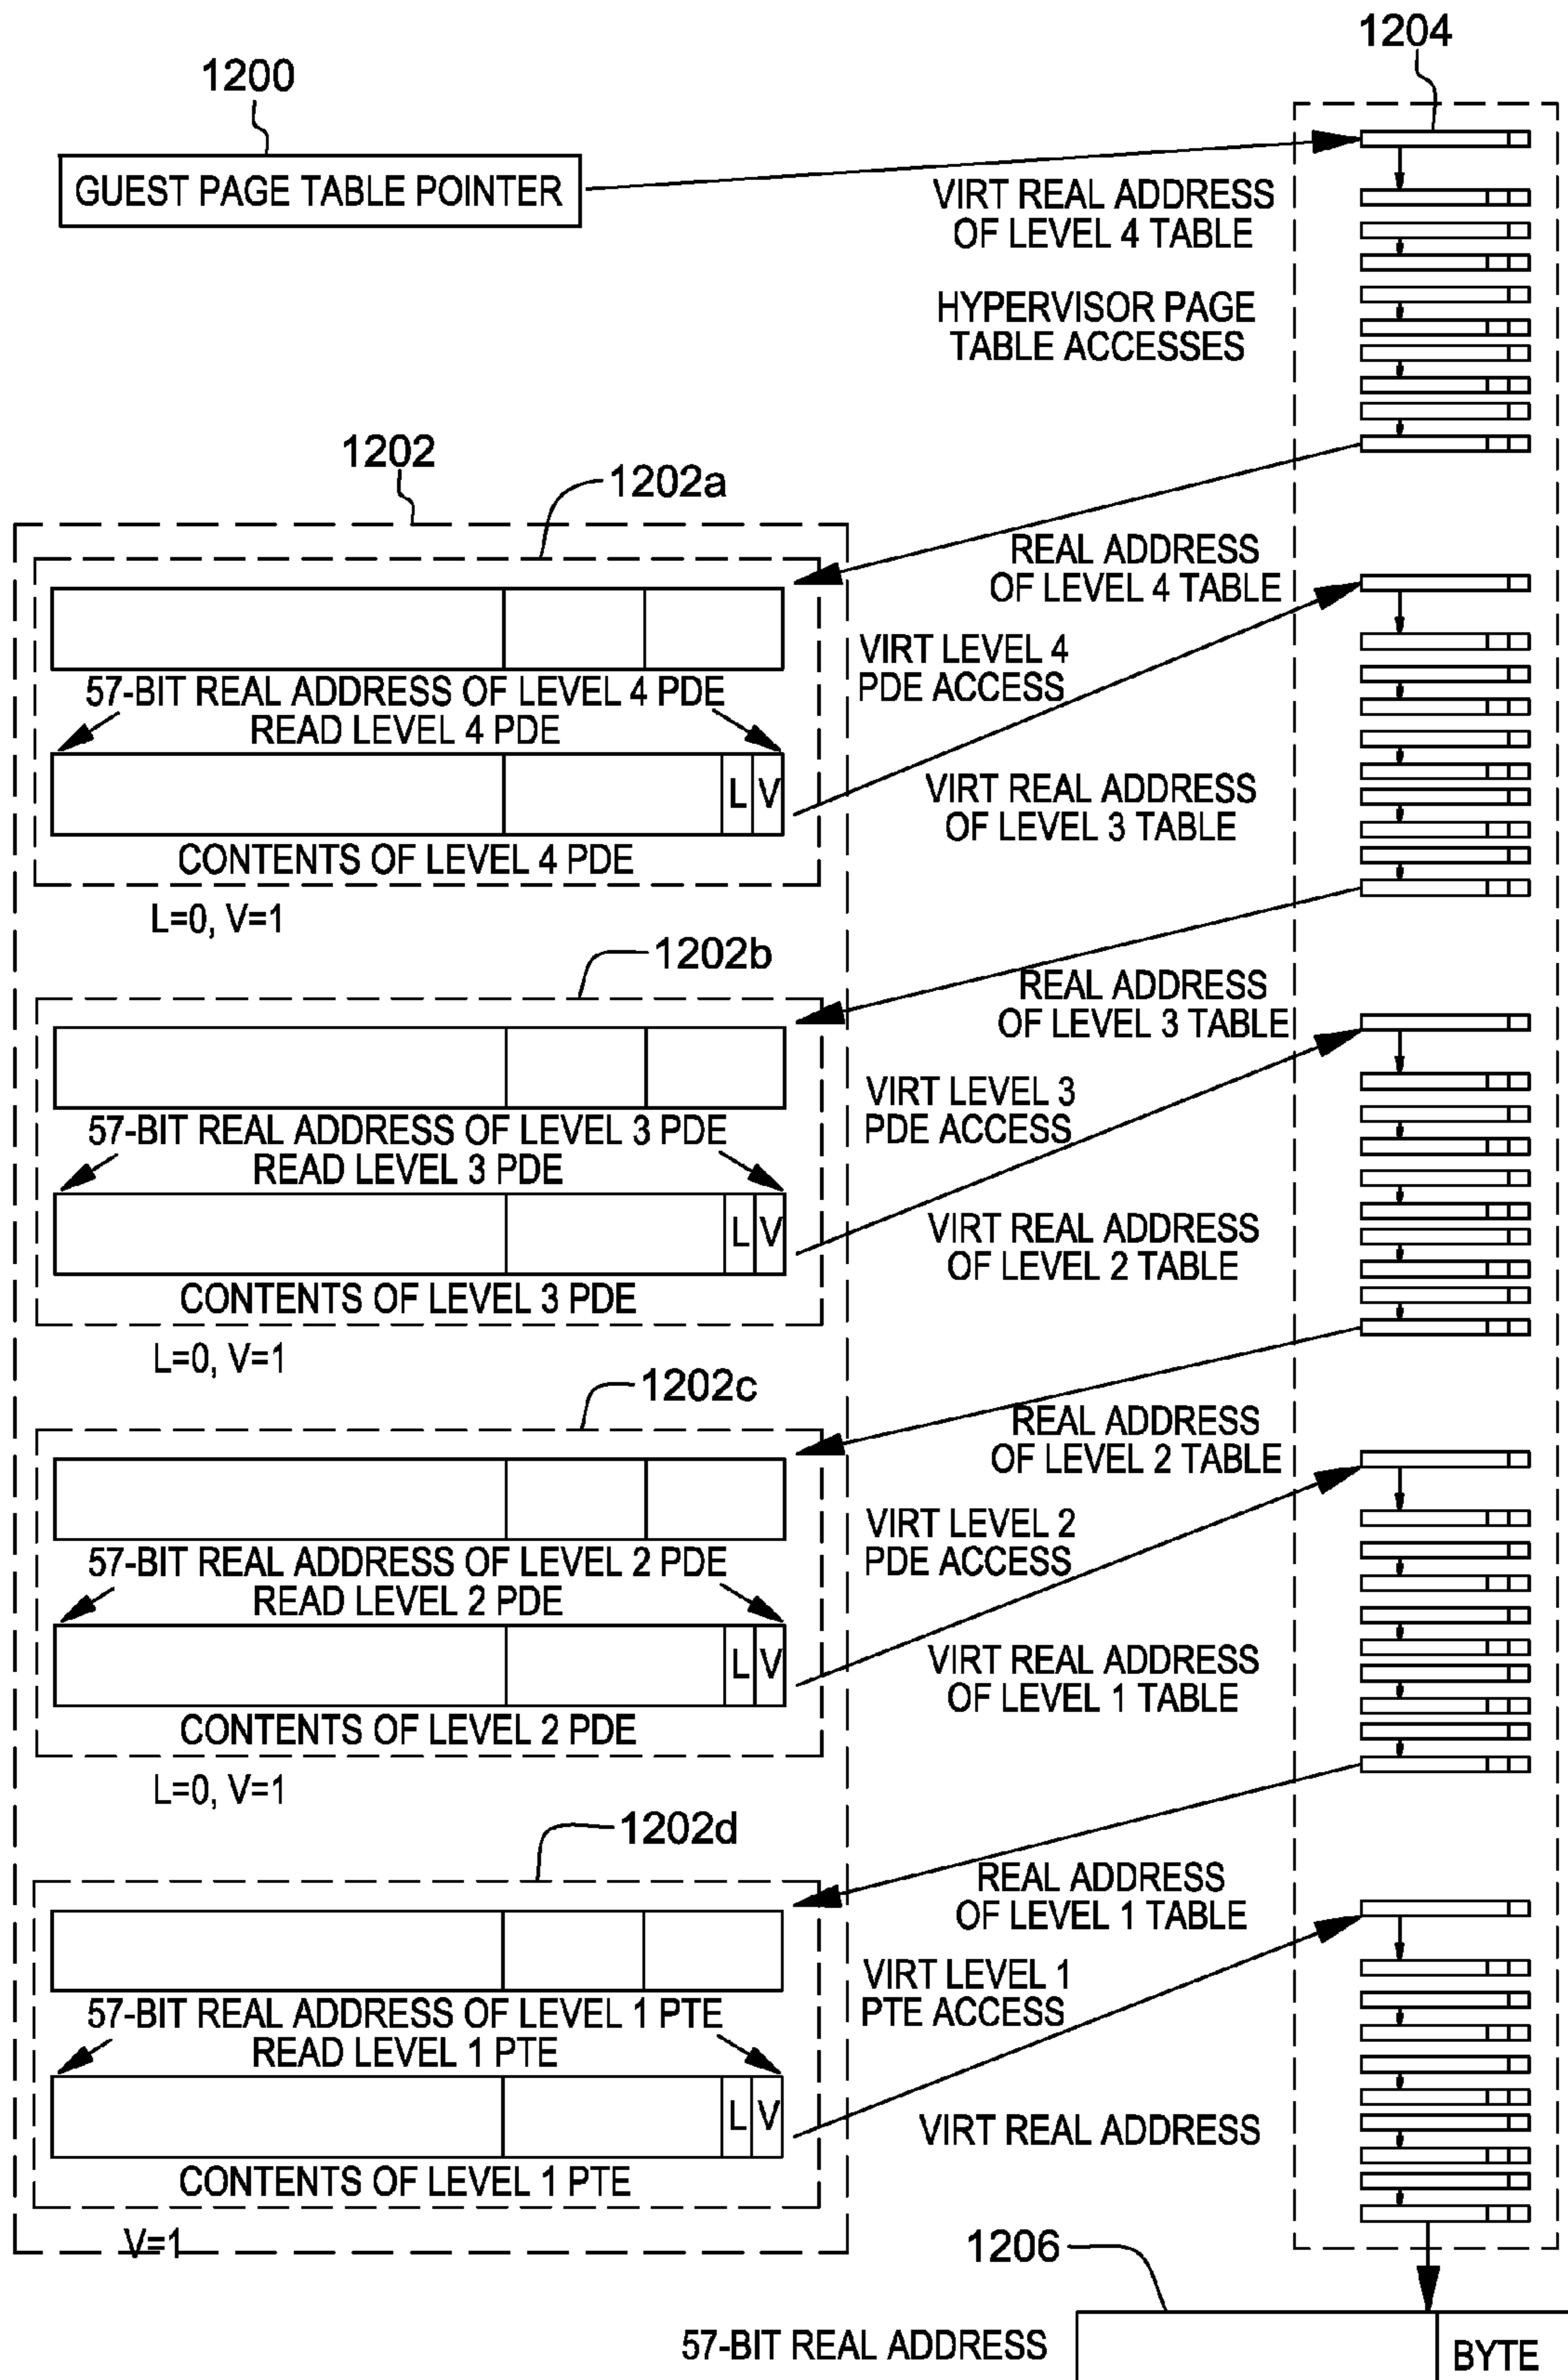 1204
1200
GUEST PAGE TABLE POINTER
VIRT REAL ADDRESS
OF LEVEL 4 TABLE
HYPERVISOR PAGE
TABLE ACCESSES
1202
1202a
REAL ADDRESS
OF LEVEL 4 TABLE
57-BIT REAL ADDRESS OF LEVEL 4 PDE
READ LEVEL 4 PDE
VIRT LEVEL 4
PDE ACCESS
L V
VIRT REAL ADDRESS
OF LEVEL 3 TABLE
CONTENTS OF LEVEL 4 PDE
L=0, V=1
1202b
REAL ADDRESS
OF LEVEL 3 TABLE
57-BIT REAL ADDRESS OF LEVEL 3 PDE
READ LEVEL 3 PDE
VIRT LEVEL 3
PDE ACCESS
L V
VIRT REAL ADDRESS
OF LEVEL 2 TABLE
CONTENTS OF LEVEL 3 PDE
L=0, V=1
1202c
REAL ADDRESS
OF LEVEL 2 TABLE
57-BIT REAL ADDRESS OF LEVEL 2 PDE
READ LEVEL 2 PDE
VIRT LEVEL 2
PDE ACCESS
L V
VIRT REAL ADDRESS
OF LEVEL 1 TABLE
CONTENTS OF LEVEL 2 PDE
L=0, V=1
1202d
REAL ADDRESS
OF LEVEL 1 TABLE
57-BIT REAL ADDRESS OF LEVEL 1 PTE
READ LEVEL 1 PTE
VIRT LEVEL 1
PTE ACCESS
L V
VIRT REAL ADDRESS
CONTENTS OF LEVEL 1 PTE
V=1
1206
57-BIT REAL ADDRESS
BYTE